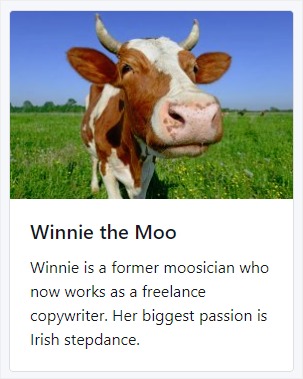 Winnie the Moo
Winnie is a former moosician who
now works as a freelance
copywriter. Her biggest passion is
Irish stepdance.